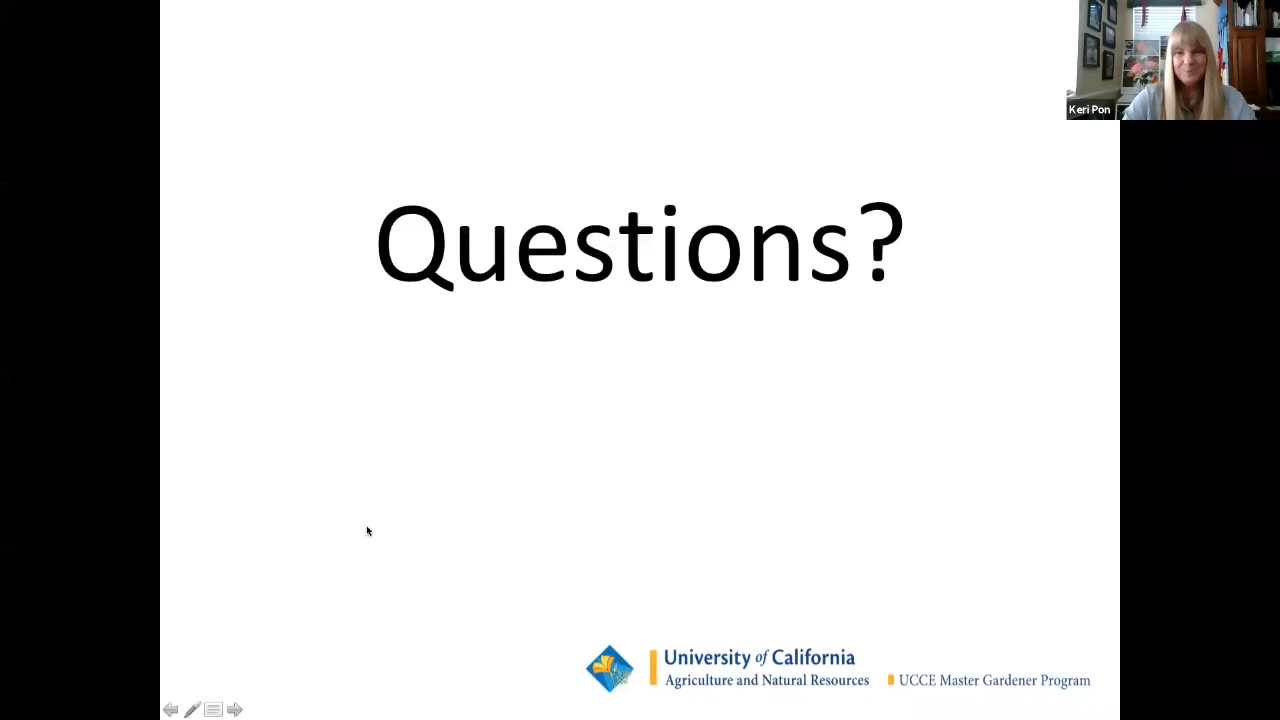 Keri Pon
Questions?
University of California
Agriculture and Natural Resources
UCCE Master Gardener Program